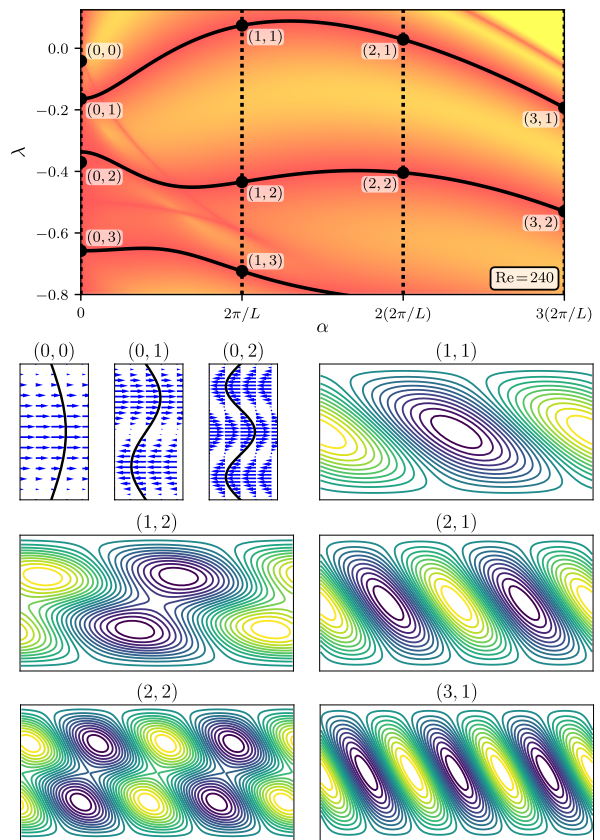 0.0
−0.2
−0.4
−0.6
−0.8
λ
(0, 0)
(0, 1)
(0, 2)
(0, 3)
(1, 1)
(1, 2)
(1, 3)
(2, 1)
(2, 2)
(3, 1)
(3, 2)
Re=240
0 2π/L 2(2π/L) 3(2π/L)
α
(0, 0) (0, 1) (0, 2) (1, 1)
(1, 2) (2, 1)
(2, 2) (3, 1)